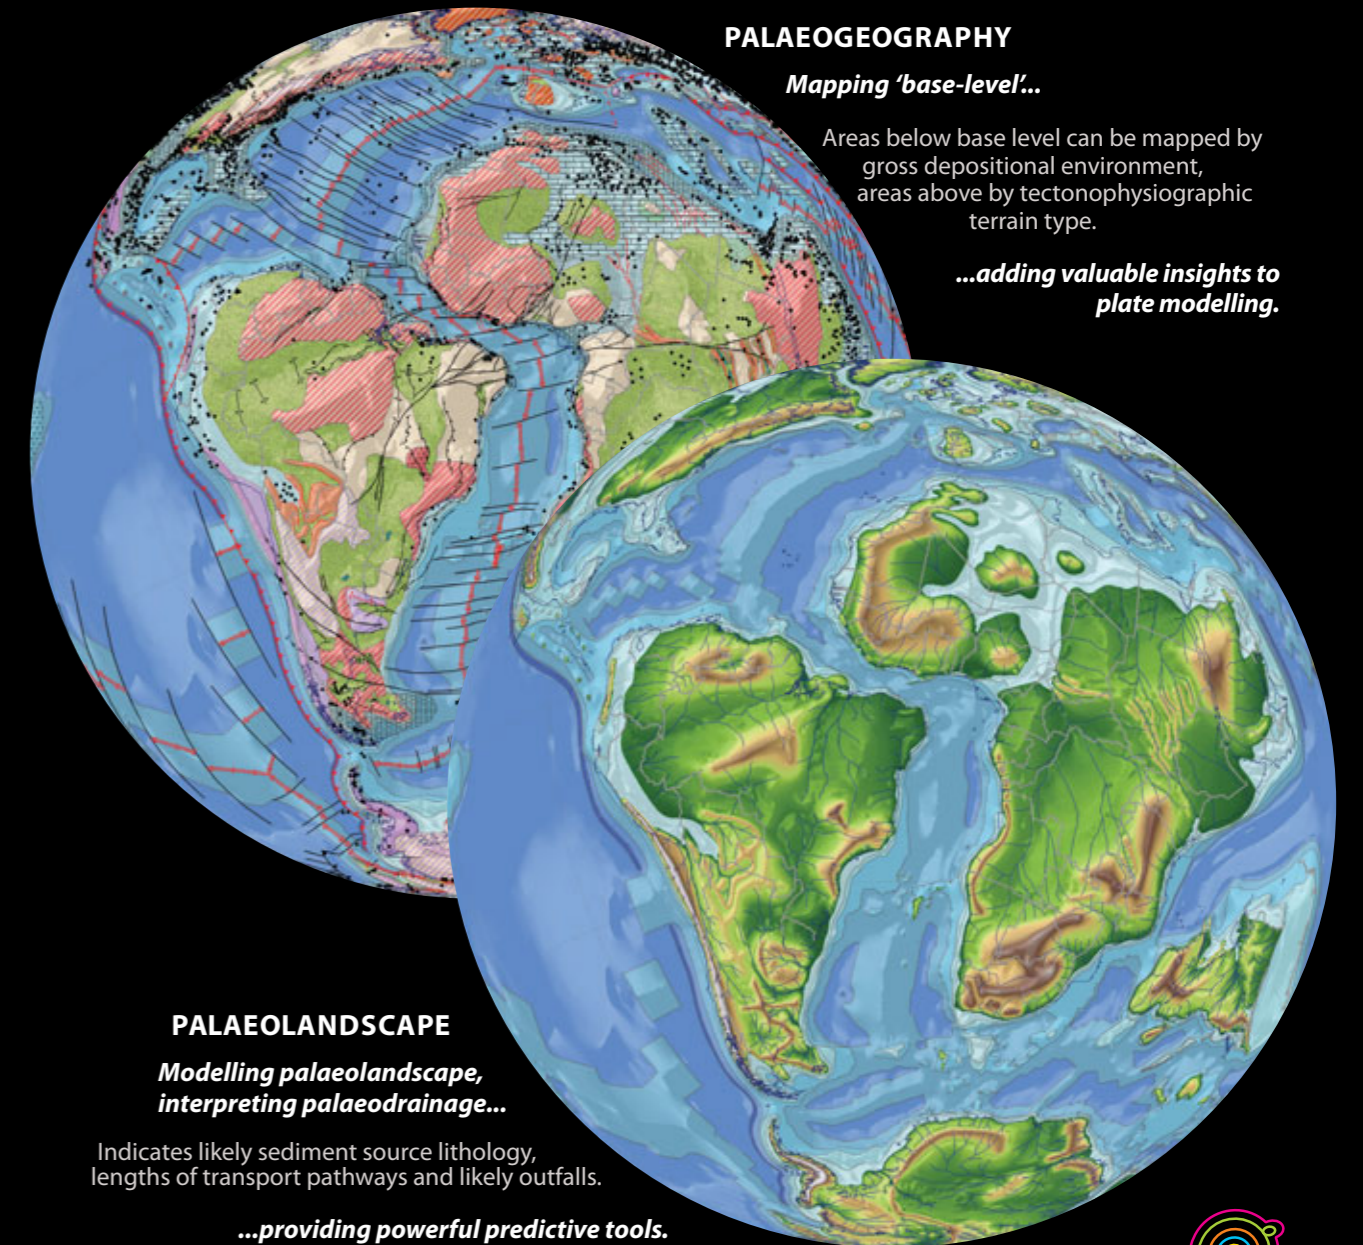 PALAEOGEOGRAPHY
Mapping ‘base-level’...
Areas below base level can be mapped by
gross depositional environment,
areas above by tectonophysiographic
terrain type.
...adding valuable insights to
plate modelling.
PALAEOLANDSCAPE
Modelling palaeolandscape,
interpreting palaeodrainage...
Indicates likely sediment source lithology,
lengths of transport pathways and likely outfalls.
...providing powerful predictive tools.